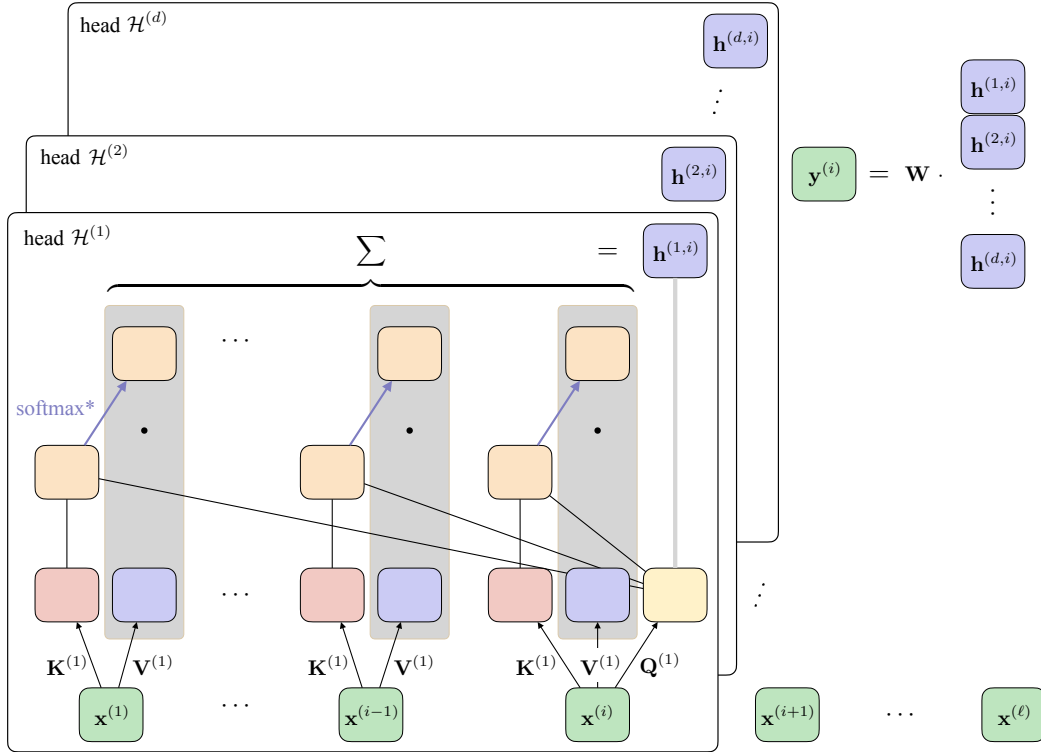 head ℋ^(d)
h^(d,i)
⋮
head ℋ^(2)
h^(2,i)
head ℋ^(1)
∑ = h^(1,i)
y^(i) = W ·
h^(1,i)
h^(2,i)
⋮
h^(d,i)
⋯
softmax*
· · ·
⋯
⋮
K^(1) V^(1) K^(1) V^(1) K^(1) V^(1) Q^(1)
x^(1) ⋯ x^(i−1) x^(i) x^(i+1) ⋯ x^(ℓ)